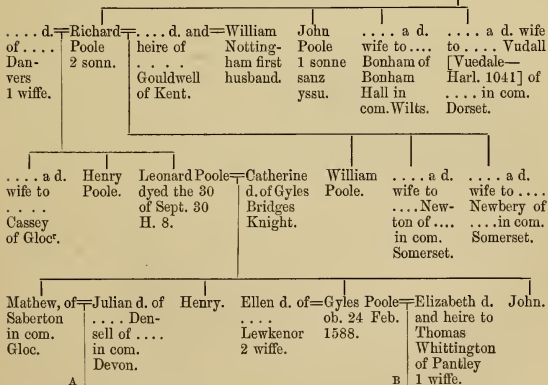 . . . . d.
of . . . .
Dan-
vers
1 wiffe.
Richard
Poole
2 sonn.
. . . . d. and
heire of
. . . .
Gouldwell
of Kent.
William
Notting-
ham first
husband.
John
Poole
1 sonne
sanz
yssu.
. . . . a d.
wife to . . . .
Bonham of
Bonham
Hall in
com. Wilts.
. . . . a d. wife
to . . . . Vudall
[Vuedale—
Harl. 1041] of
. . . . in com.
Dorset.
. . . . a d.
wife to
. . . .
Cassey
of Glocr.
Henry
Poole.
Leonard Poole
dyed the 30
of Sept. 30
H. 8.
Catherine
d. of Gyles
Bridges
Knight.
William
Poole.
. . . . a d.
wife to
. . . . New-
ton of . . . .
in com.
Somerset.
. . . . a d.
wife to . . . .
Newbery of
. . . . in com.
Somerset.
Mathew, of
Saberton
in com.
Gloc.
Julian d. of
. . . . Den-
sell of . . . .
in com.
Devon.
Henry.
Ellen d. of
. . . .
Lewkenor
2 wiffe.
Gyles Poole
ob. 24 Feb.
1588.
Elizabeth d.
and heire to
Thomas
Whittington
of Pantley
1 wiffe.
John.
A
B